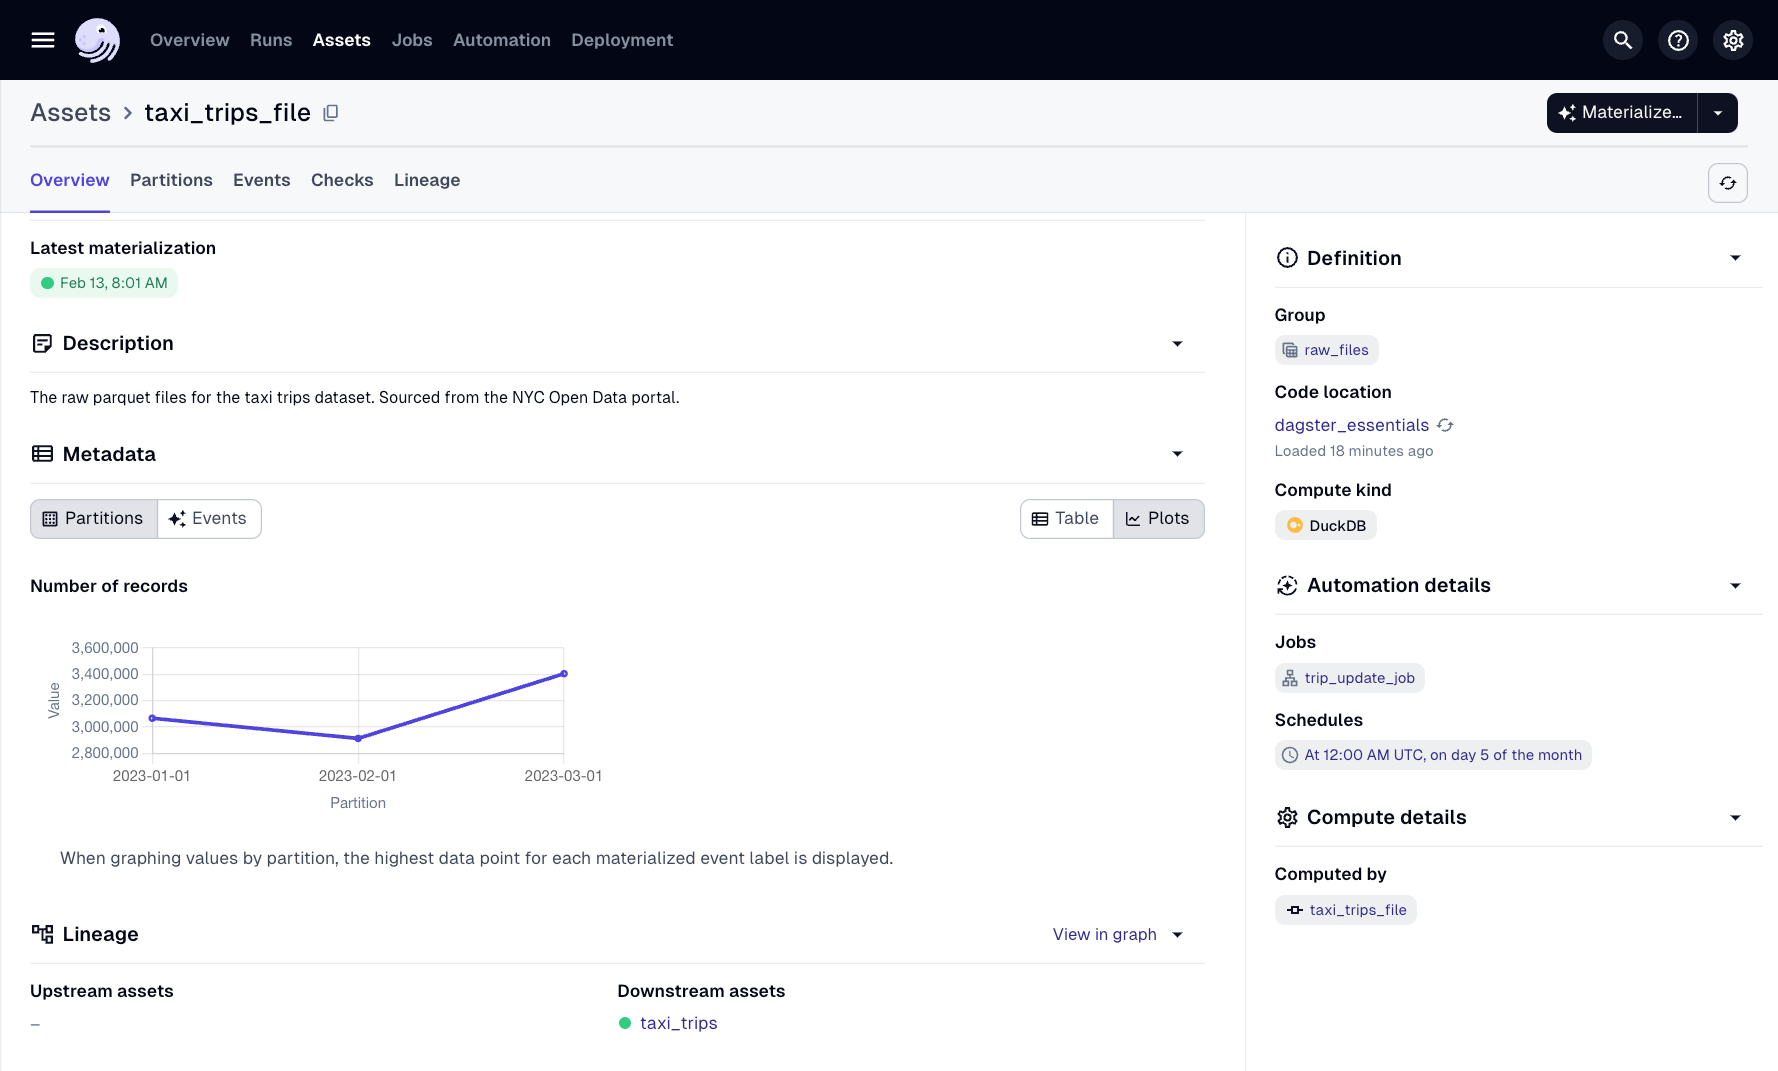 Overview Runs Assets Jobs Automation Deployment
Assets > taxi_trips_file
Materialize...
Overview Partitions Events Checks Lineage
Latest materialization
Feb 13, 8:01 AM
Description
The raw parquet files for the taxi trips dataset. Sourced from the NYC Open Data portal.
Metadata
Partitions Events
Table Plots
Number of records
3,600,000
3,400,000
3,200,000
3,000,000
2,800,000
Value
2023-01-01 2023-02-01 2023-03-01
Partition
When graphing values by partition, the highest data point for each materialized event label is displayed.
Lineage
View in graph
Upstream assets
–
Downstream assets
taxi_trips
Definition
Group
raw_files
Code location
dagster_essentials
Loaded 18 minutes ago
Compute kind
DuckDB
Automation details
Jobs
trip_update_job
Schedules
At 12:00 AM UTC, on day 5 of the month
Compute details
Computed by
taxi_trips_file